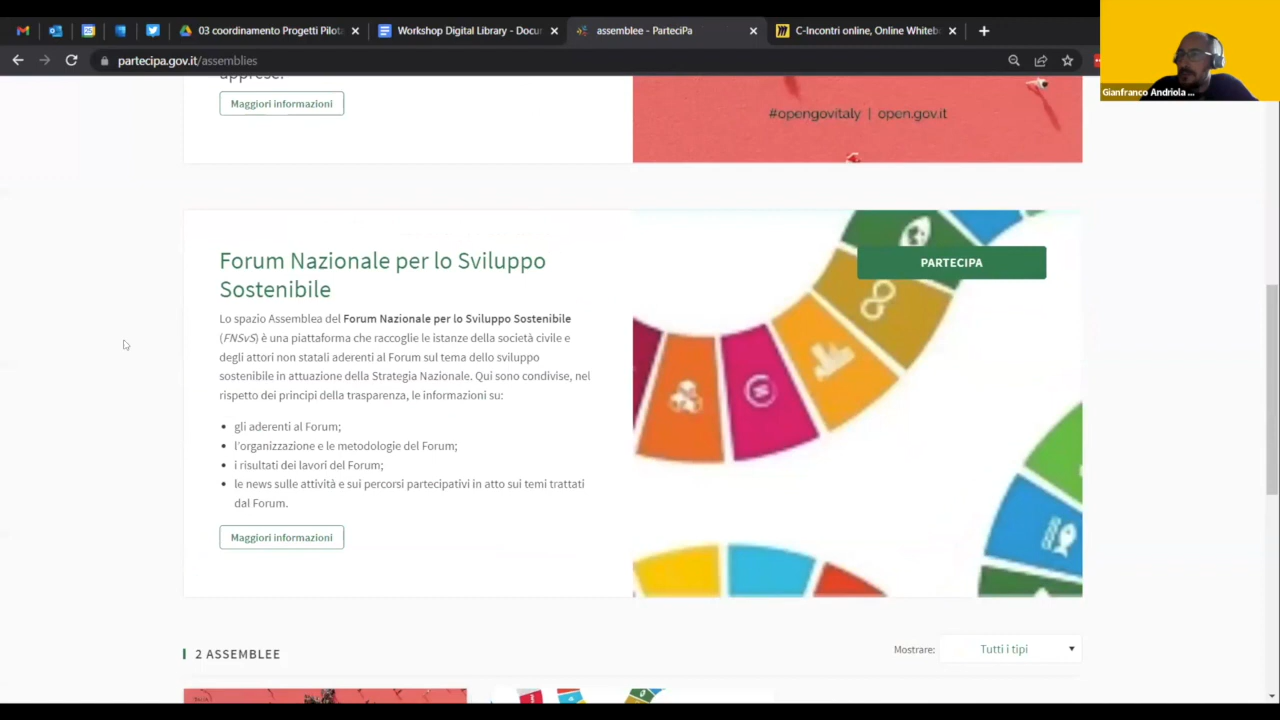 03 coordinamento Progetti Pilota
Workshop Digital Library - Docum
assemblee - ParteciPa
C-Incontri online, Online Whitebo
partecipa.gov.it/assemblies
Gianfranco Andriola ...
apprese.
Maggiori informazioni
#opengovitaly | open.gov.it
Forum Nazionale per lo Sviluppo
Sostenibile
PARTECIPA
Lo spazio Assemblea del Forum Nazionale per lo Sviluppo Sostenibile
(FNSvS) è una piattaforma che raccoglie le istanze della società civile e
degli attori non statali aderenti al Forum sul tema dello sviluppo
sostenibile in attuazione della Strategia Nazionale. Qui sono condivise, nel
rispetto dei principi della trasparenza, le informazioni su:
• gli aderenti al Forum;
• l'organizzazione e le metodologie del Forum;
• i risultati dei lavori del Forum;
• le news sulle attività e sui percorsi partecipativi in atto sui temi trattati
dal Forum.
Maggiori informazioni
2 ASSEMBLEE
Mostrare:
Tutti i tipi